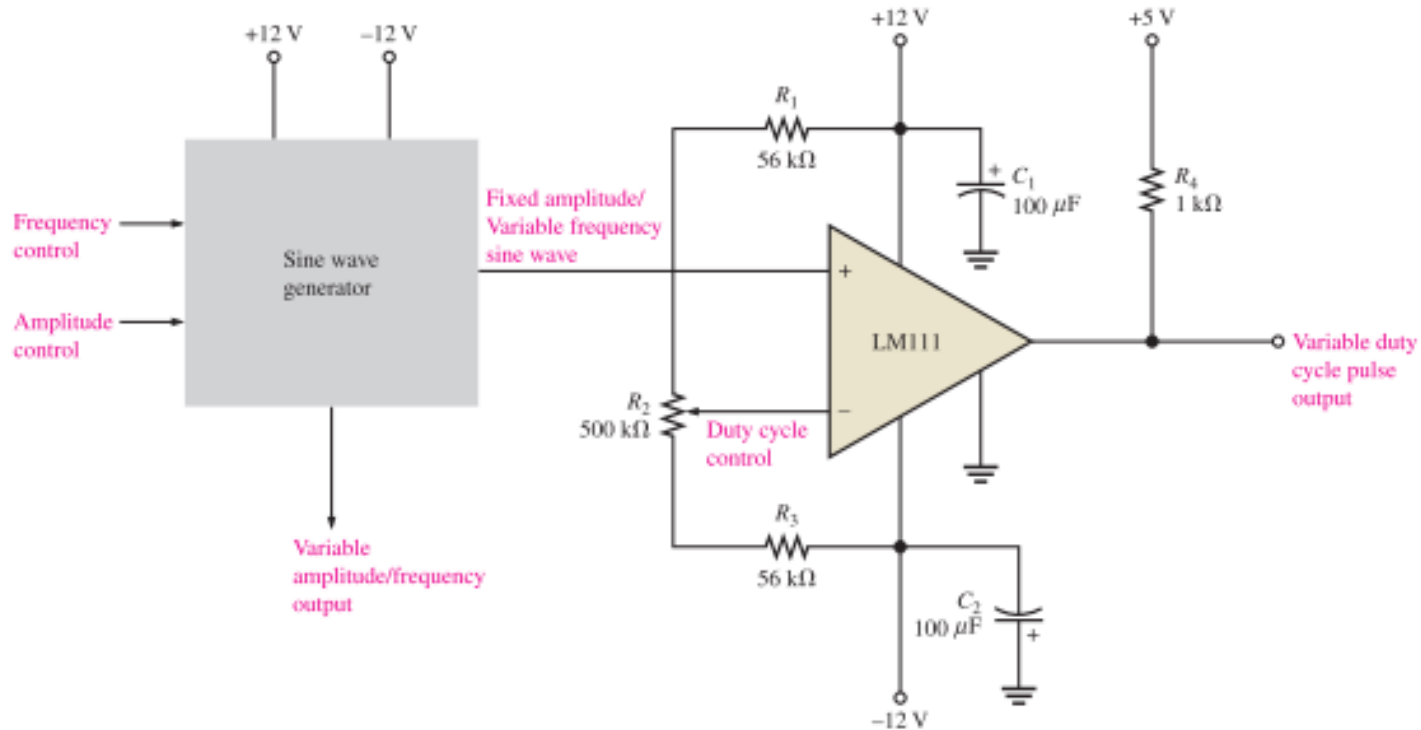 +12 V
–12 V
+12 V
+5 V
R1
56 kΩ
+
C1
100 μF
R4
1 kΩ
Frequency
control
Amplitude
control
Sine wave
generator
Fixed amplitude/
Variable frequency
sine wave
+
LM111
–
Variable duty
cycle pulse
output
R2
500 kΩ
Duty cycle
control
R3
56 kΩ
Variable
amplitude/frequency
output
C2
100 μF
+
–12 V